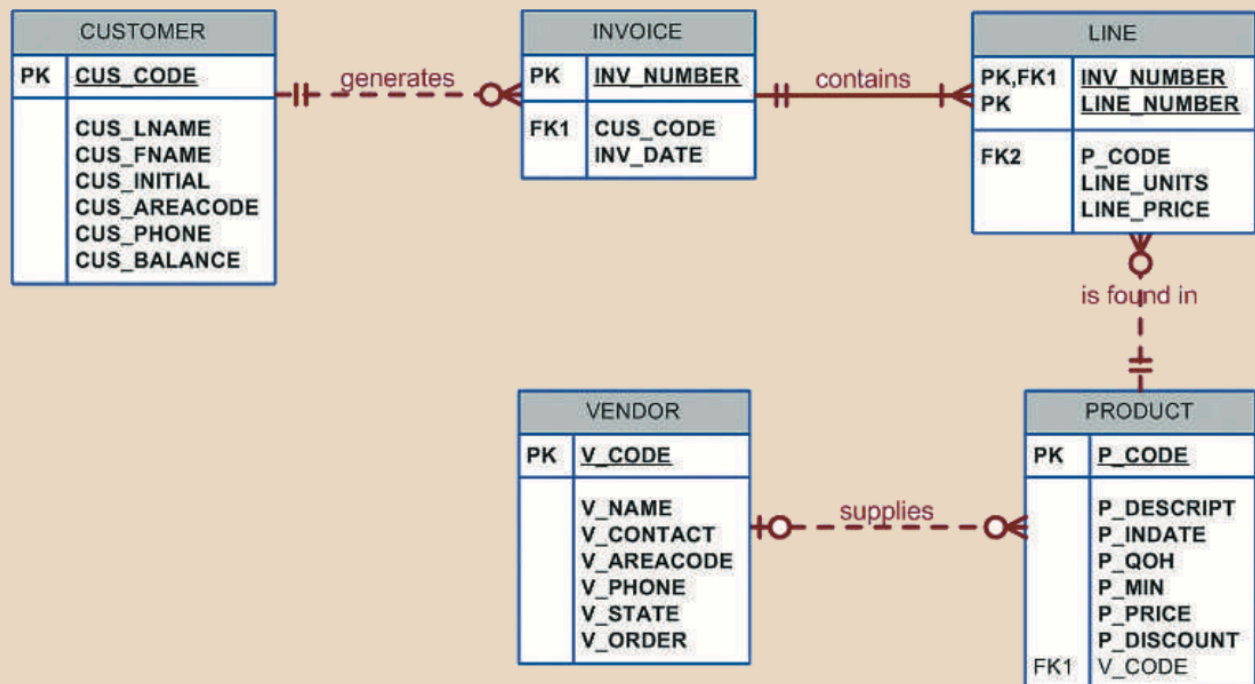 CUSTOMER
PK CUS_CODE
CUS_LNAME
CUS_FNAME
CUS_INITIAL
CUS_AREACODE
CUS_PHONE
CUS_BALANCE
generates
INVOICE
PK INV_NUMBER
FK1 CUS_CODE
INV_DATE
contains
LINE
PK,FK1 INV_NUMBER
PK LINE_NUMBER
FK2 P_CODE
LINE_UNITS
LINE_PRICE
is found in
VENDOR
PK V_CODE
V_NAME
V_CONTACT
V_AREACODE
V_PHONE
V_STATE
V_ORDER
supplies
PRODUCT
PK P_CODE
P_DESCRIPT
P_INDATE
P_QOH
P_MIN
P_PRICE
P_DISCOUNT
FK1 V_CODE